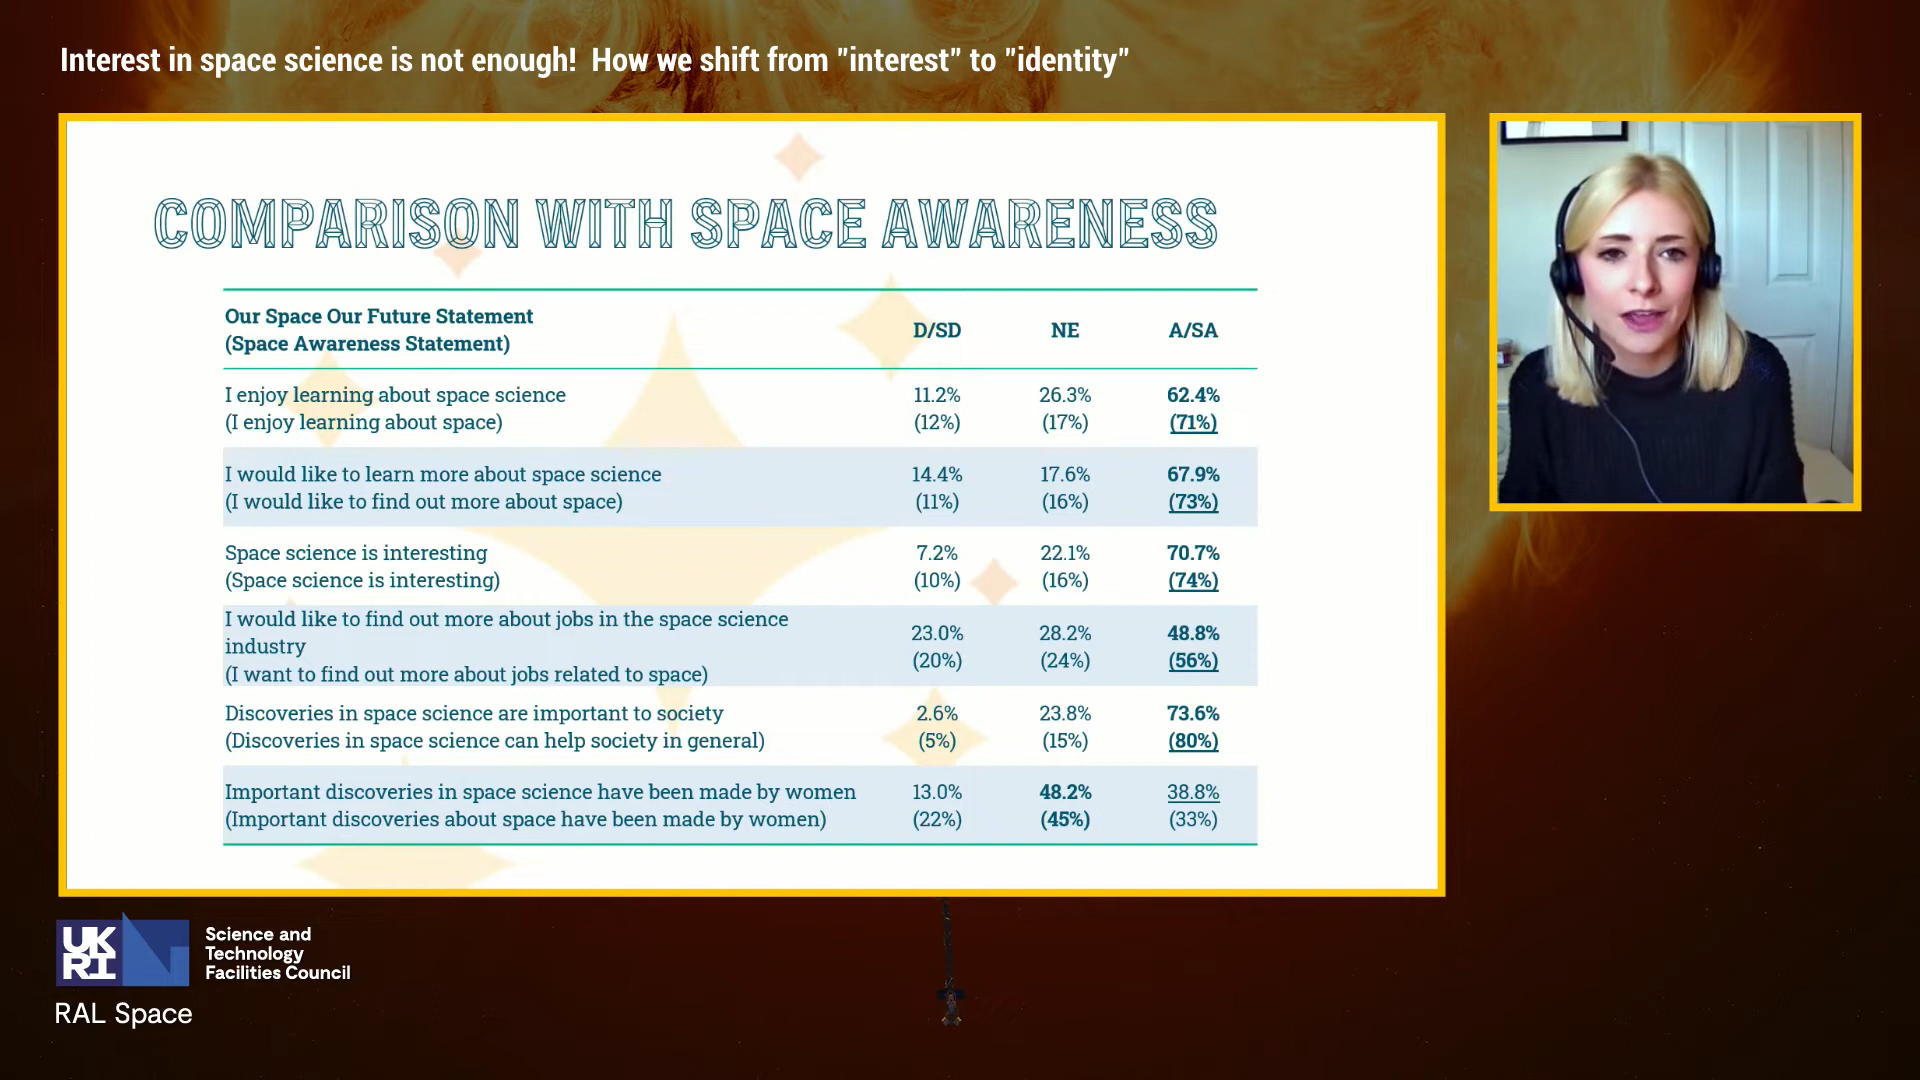 Interest in space science is not enough!  How we shift from "interest" to "identity"
COMPARISON WITH SPACE AWARENESS
Our Space Our Future Statement
(Space Awareness Statement)
D/SD
NE
A/SA
I enjoy learning about space science
(I enjoy learning about space)
11.2%
(12%)
26.3%
(17%)
62.4%
(71%)
I would like to learn more about space science
(I would like to find out more about space)
14.4%
(11%)
17.6%
(16%)
67.9%
(73%)
Space science is interesting
(Space science is interesting)
7.2%
(10%)
22.1%
(16%)
70.7%
(74%)
I would like to find out more about jobs in the space science
industry
(I want to find out more about jobs related to space)
23.0%
(20%)
28.2%
(24%)
48.8%
(56%)
Discoveries in space science are important to society
(Discoveries in space science can help society in general)
2.6%
(5%)
23.8%
(15%)
73.6%
(80%)
Important discoveries in space science have been made by women
(Important discoveries about space have been made by women)
13.0%
(22%)
48.2%
(45%)
38.8%
(33%)
UK
RI
Science and
Technology
Facilities Council
RAL Space